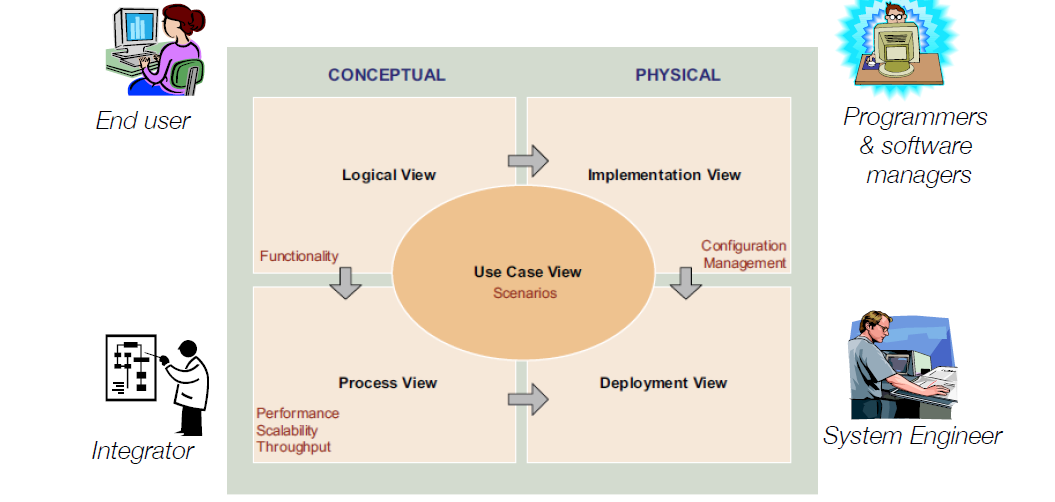 CONCEPTUAL
PHYSICAL
End user
Programmers
& software
managers
Logical View
Implementation View
Functionality
Configuration
Management
Use Case View
Scenarios
Process View
Deployment View
Performance
Scalability
Throughput
Integrator
System Engineer